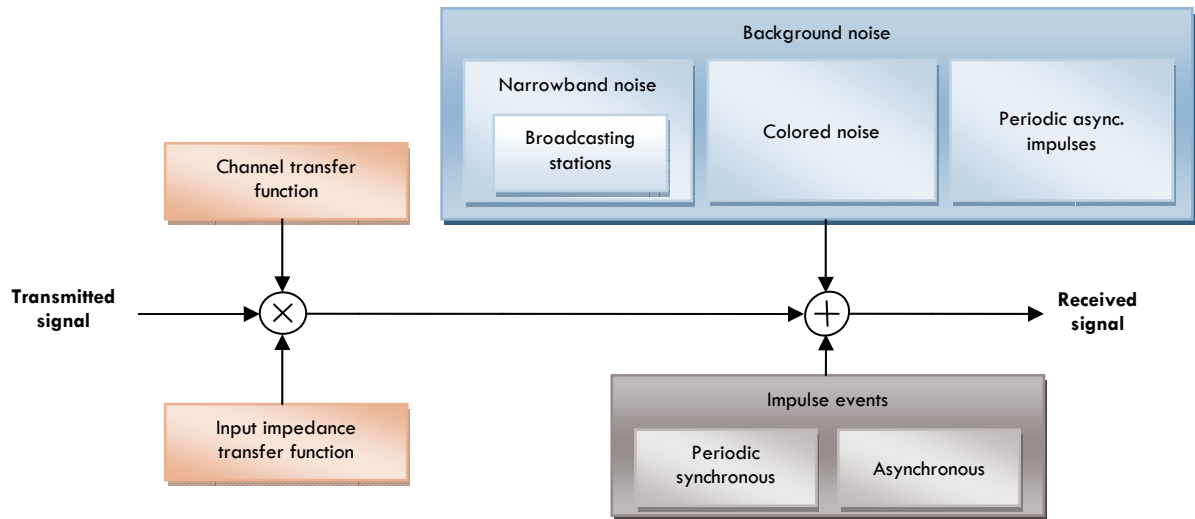 Background noise
Narrowband noise
Broadcasting
stations
Colored noise
Periodic async.
impulses
Channel transfer
function
Transmitted
signal
Received
signal
Input impedance
transfer function
Impulse events
Periodic
synchronous
Asynchronous